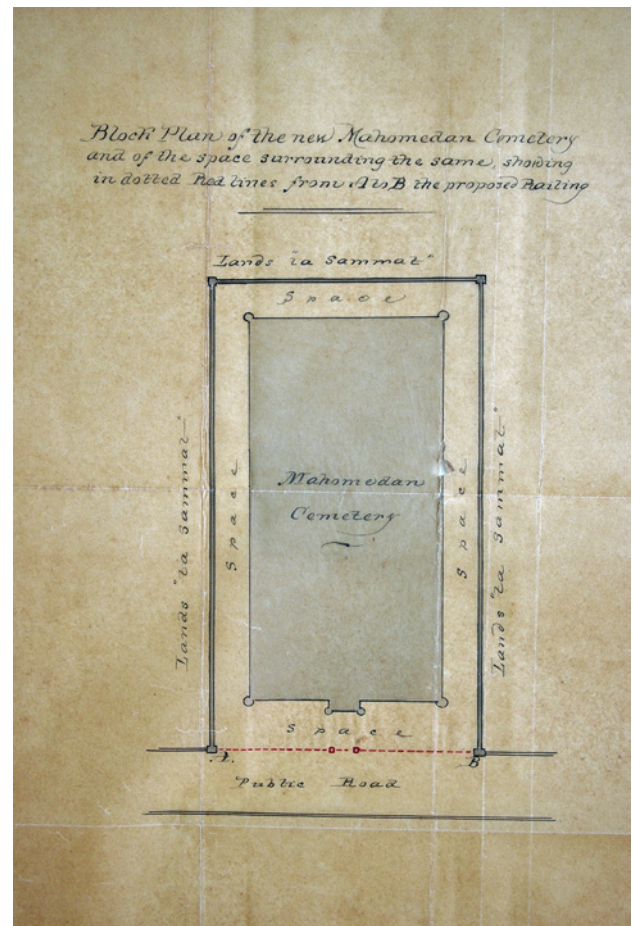 Block Plan of the new Mahomedan Cemetery
and of the space surrounding the same, showing
in dotted Red lines from A to B the proposed Railing
Lands "ta Sammat"
Space
Lands "ta Sammat"
Space
Mahomedan
Cemetery
Space
Lands "ta Sammat"
Space
A.
B
Public Road